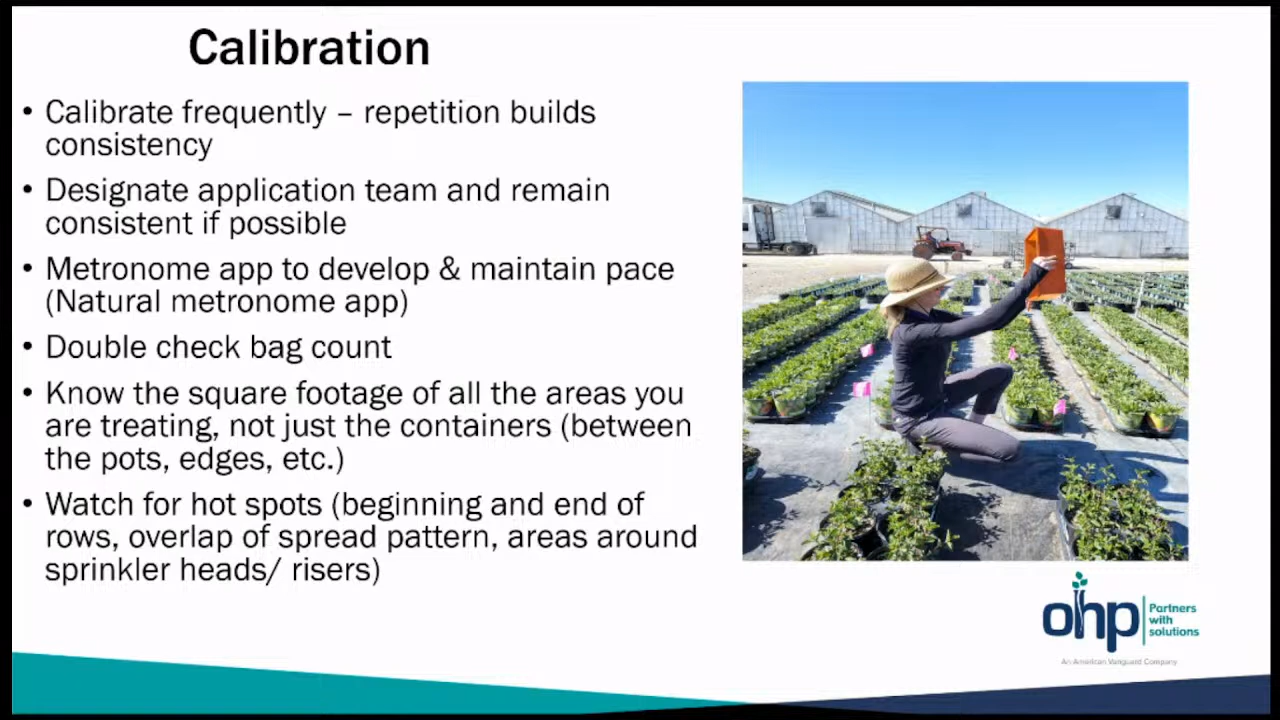 Calibration
• Calibrate frequently – repetition builds
consistency
• Designate application team and remain
consistent if possible
• Metronome app to develop & maintain pace
(Natural metronome app)
• Double check bag count
• Know the square footage of all the areas you
are treating, not just the containers (between
the pots, edges, etc.)
• Watch for hot spots (beginning and end of
rows, overlap of spread pattern, areas around
sprinkler heads/ risers)
ohp
Partners
with
solutions
An American Vanguard Company